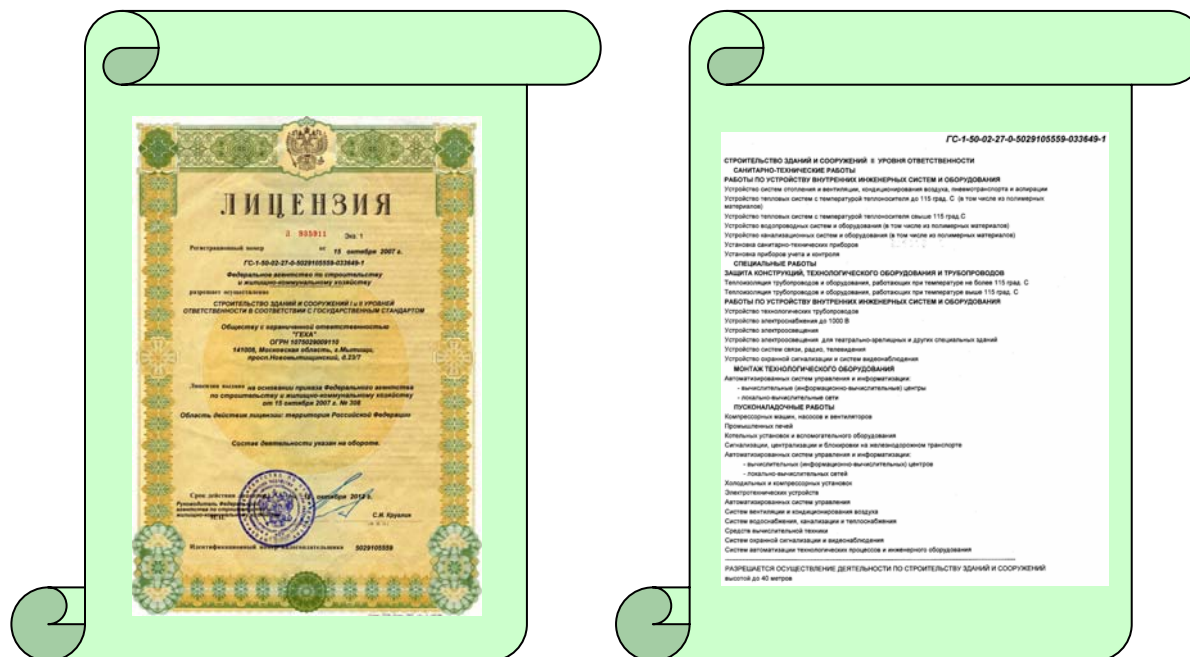 ЛИЦЕНЗИЯ
Д 935911 Экз. 1
Регистрационный номер от 15 октября 2007 г.
ГС-1-50-02-27-0-5029105559-033649-1
Федеральное агентство по строительству
и жилищно-коммунальному хозяйству
разрешает осуществление
СТРОИТЕЛЬСТВО ЗДАНИЙ И СООРУЖЕНИЙ I и II УРОВНЕЙ
ОТВЕТСТВЕННОСТИ В СООТВЕТСТВИИ С ГОСУДАРСТВЕННЫМ СТАНДАРТОМ
Обществу с ограниченной ответственностью
"ГЕХА"
ОГРН 1075029009110
141008, Московская область, г.Мытищи,
просп.Новомытищинский, д.23/7
Лицензия выдана на основании приказа Федерального агентства
по строительству и жилищно-коммунальному хозяйству
от 15 октября 2007 г. № 308
Область действия лицензии: территория Российской Федерации
Состав деятельности указан на обороте.
Срок действия октября 2012 г.
Руководитель
агентства по
жилищно-коммунальному
М.П. С.И. Круглик
Идентификационный номер налогоплательщика 5029105559
ГС-1-50-02-27-0-5029105559-033649-1
СТРОИТЕЛЬСТВО ЗДАНИЙ И СООРУЖЕНИЙ II УРОВНЯ ОТВЕТСТВЕННОСТИ
САНИТАРНО-ТЕХНИЧЕСКИЕ РАБОТЫ
РАБОТЫ ПО УСТРОЙСТВУ ВНУТРЕННИХ ИНЖЕНЕРНЫХ СИСТЕМ И ОБОРУДОВАНИЯ
Устройство систем отопления и вентиляции, кондиционирования воздуха, пневмотранспорта и аспирации
Устройство тепловых систем с температурой теплоносителя до 115 град. С (в том числе из полимерных
материалов)
Устройство тепловых систем с температурой теплоносителя свыше 115 град.С
Устройство водопроводных систем и оборудования (в том числе из полимерных материалов)
Устройство канализационных систем и оборудования (в том числе из полимерных материалов)
Установка санитарно-технических приборов
Установка приборов учета и контроля
СПЕЦИАЛЬНЫЕ РАБОТЫ
ЗАЩИТА КОНСТРУКЦИЙ, ТЕХНОЛОГИЧЕСКОГО ОБОРУДОВАНИЯ И ТРУБОПРОВОДОВ
Теплоизоляция трубопроводов и оборудования, работающих при температуре не более 115 град. С
Теплоизоляция трубопроводов и оборудования, работающих при температуре выше 115 град. С
РАБОТЫ ПО УСТРОЙСТВУ ВНУТРЕННИХ ИНЖЕНЕРНЫХ СИСТЕМ И ОБОРУДОВАНИЯ
Устройство технологических трубопроводов
Устройство электроснабжения до 1000 В
Устройство электроосвещения
Устройство электроосвещения для театрально-зрелищных и других специальных зданий
Устройство систем связи, радио, телевидения
Устройство охранной сигнализации и систем видеонаблюдения
МОНТАЖ ТЕХНОЛОГИЧЕСКОГО ОБОРУДОВАНИЯ
Автоматизированных систем управления и информатизации:
- вычислительные (информационно-вычислительные) центры
- локально-вычислительные сети
ПУСКОНАЛАДОЧНЫЕ РАБОТЫ
Компрессорных машин, насосов и вентиляторов
Промышленных печей
Котельных установок и вспомогательного оборудования
Сигнализации, централизации и блокировки на железнодорожном транспорте
Автоматизированных систем управления и информатизации:
- вычислительных (информационно-вычислительных) центров
- локально-вычислительных сетей
Холодильных и компрессорных установок
Электротехнических устройств
Автоматизированных систем управления
Систем вентиляции и кондиционирования воздуха
Систем водоснабжения, канализации и теплоснабжения
Средств вычислительной техники
Систем охранной сигнализации и видеонаблюдения
Систем автоматизации технологических процессов и инженерного оборудования
РАЗРЕШАЕТСЯ ОСУЩЕСТВЛЕНИЕ ДЕЯТЕЛЬНОСТИ ПО СТРОИТЕЛЬСТВУ ЗДАНИЙ И СООРУЖЕНИЙ
высотой до 40 метров